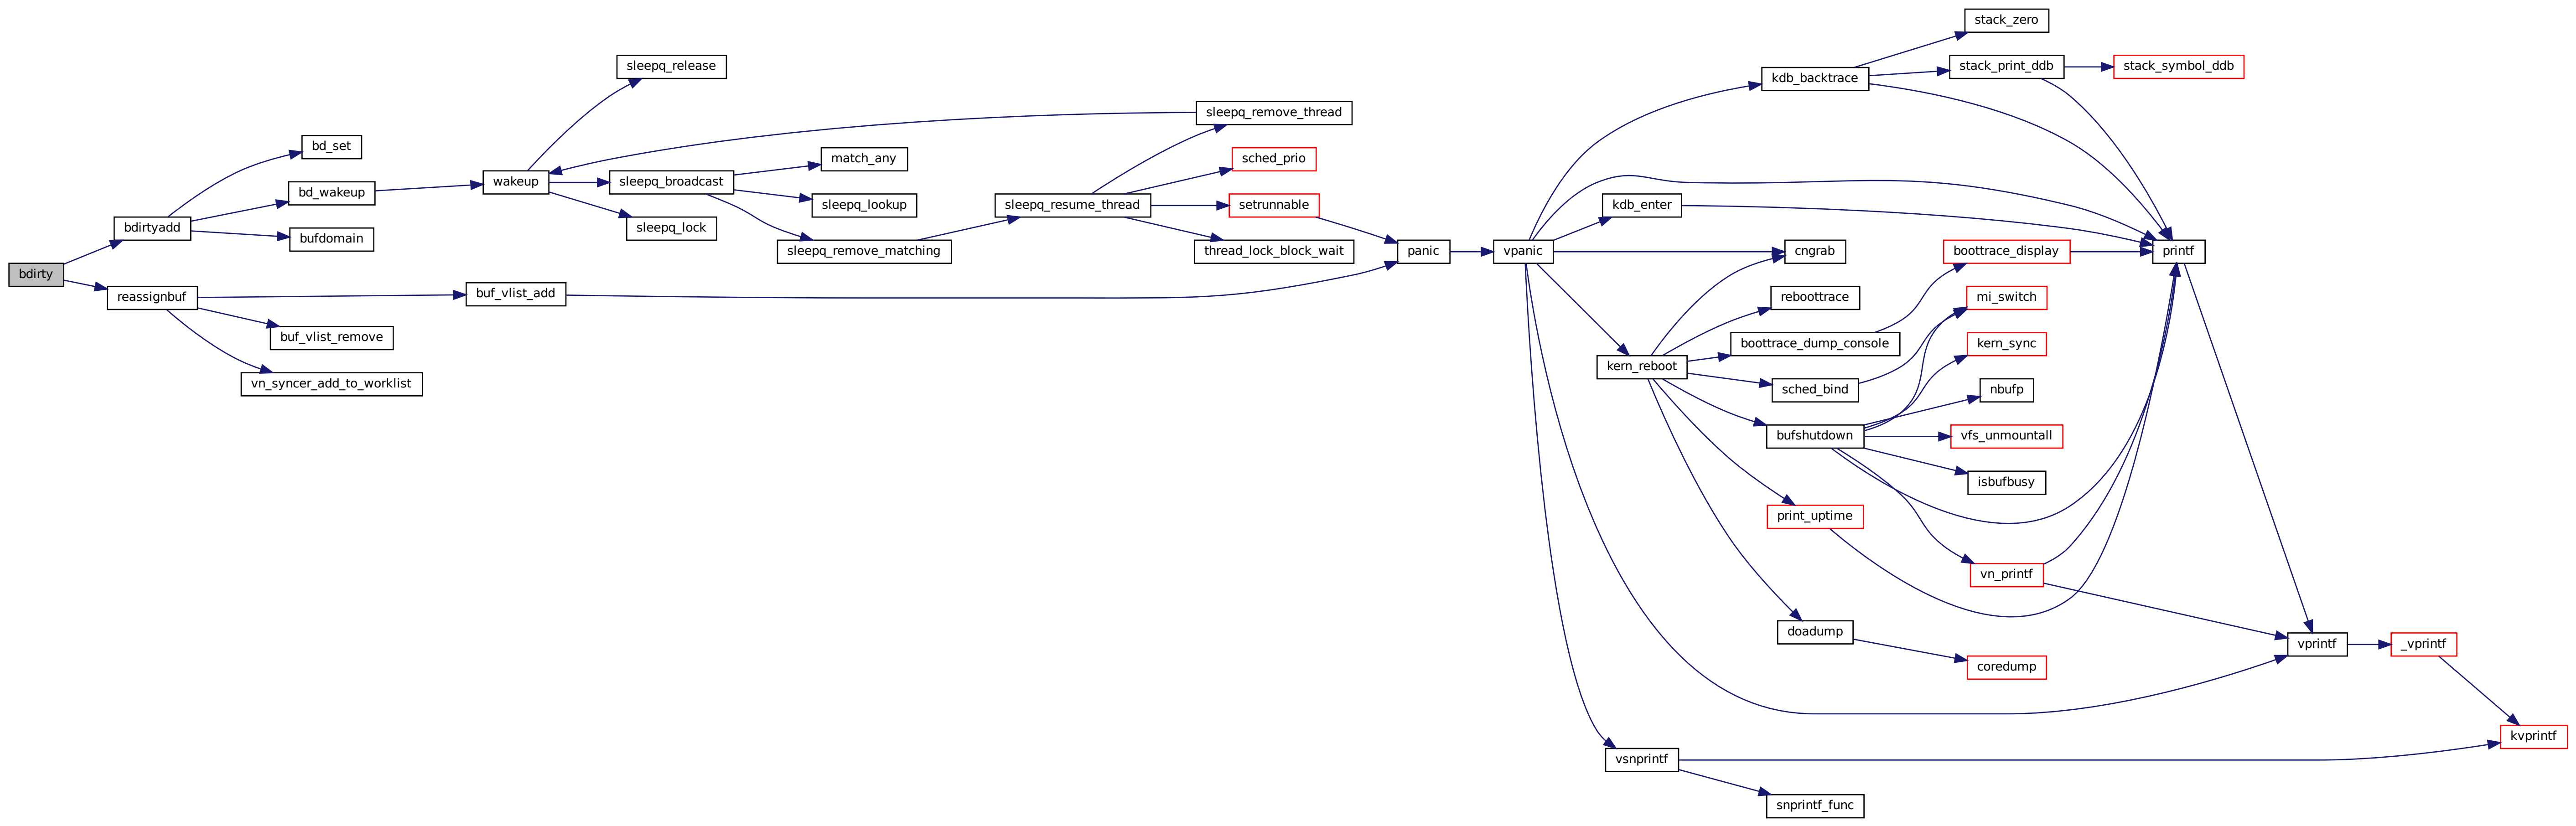 stack_zero
sleepq_release
stack_print_ddb
stack_symbol_ddb
kdb_backtrace
sleepq_remove_thread
bd_set
match_any
sched_prio
wakeup
sleepq_broadcast
bd_wakeup
sleepq_lookup
sleepq_resume_thread
setrunnable
kdb_enter
bdirtyadd
sleepq_lock
bufdomain
sleepq_remove_matching
thread_lock_block_wait
panic
vpanic
cngrab
boottrace_display
printf
bdirty
reassignbuf
buf_vlist_add
reboottrace
mi_switch
buf_vlist_remove
boottrace_dump_console
kern_sync
kern_reboot
vn_syncer_add_to_worklist
sched_bind
nbufp
bufshutdown
vfs_unmountall
isbufbusy
print_uptime
vn_printf
doadump
vprintf
_vprintf
coredump
kvprintf
vsnprintf
snprintf_func